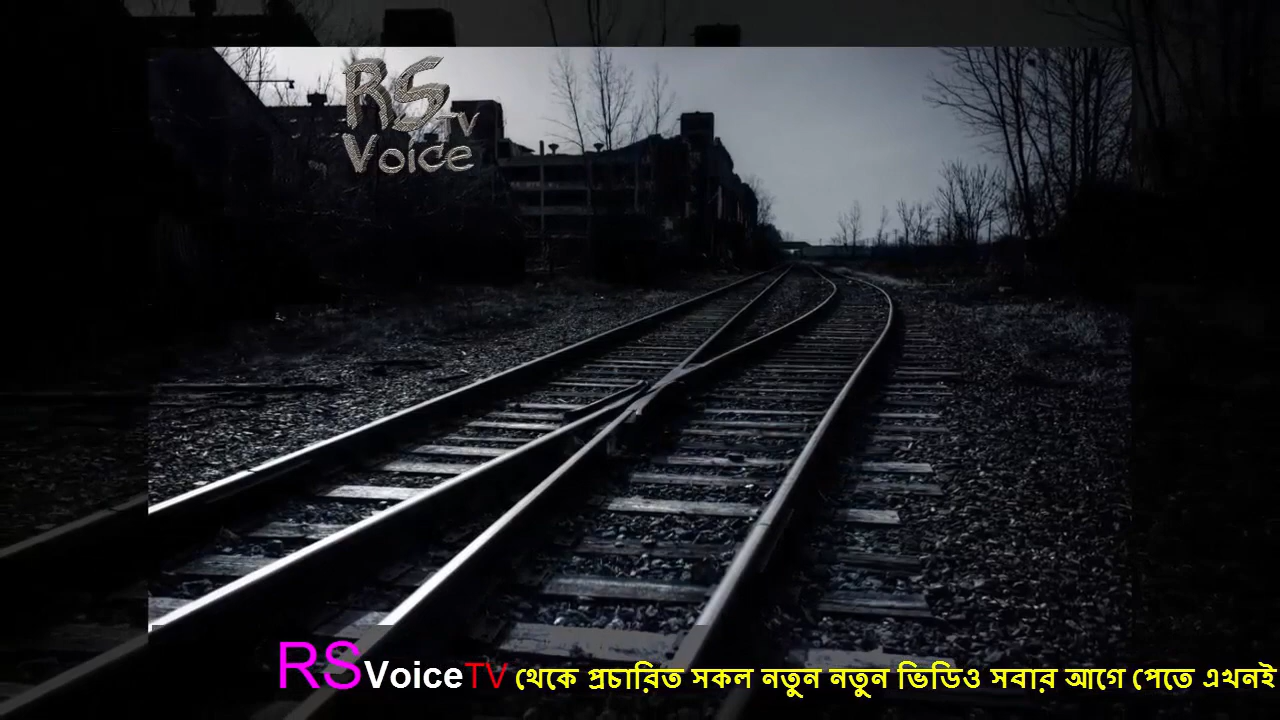 RS
TV
Voice
RSVoiceTV থেকে প্রচারিত সকল নতুন নতুন ভিডিও সবার আগে পেতে এখনই